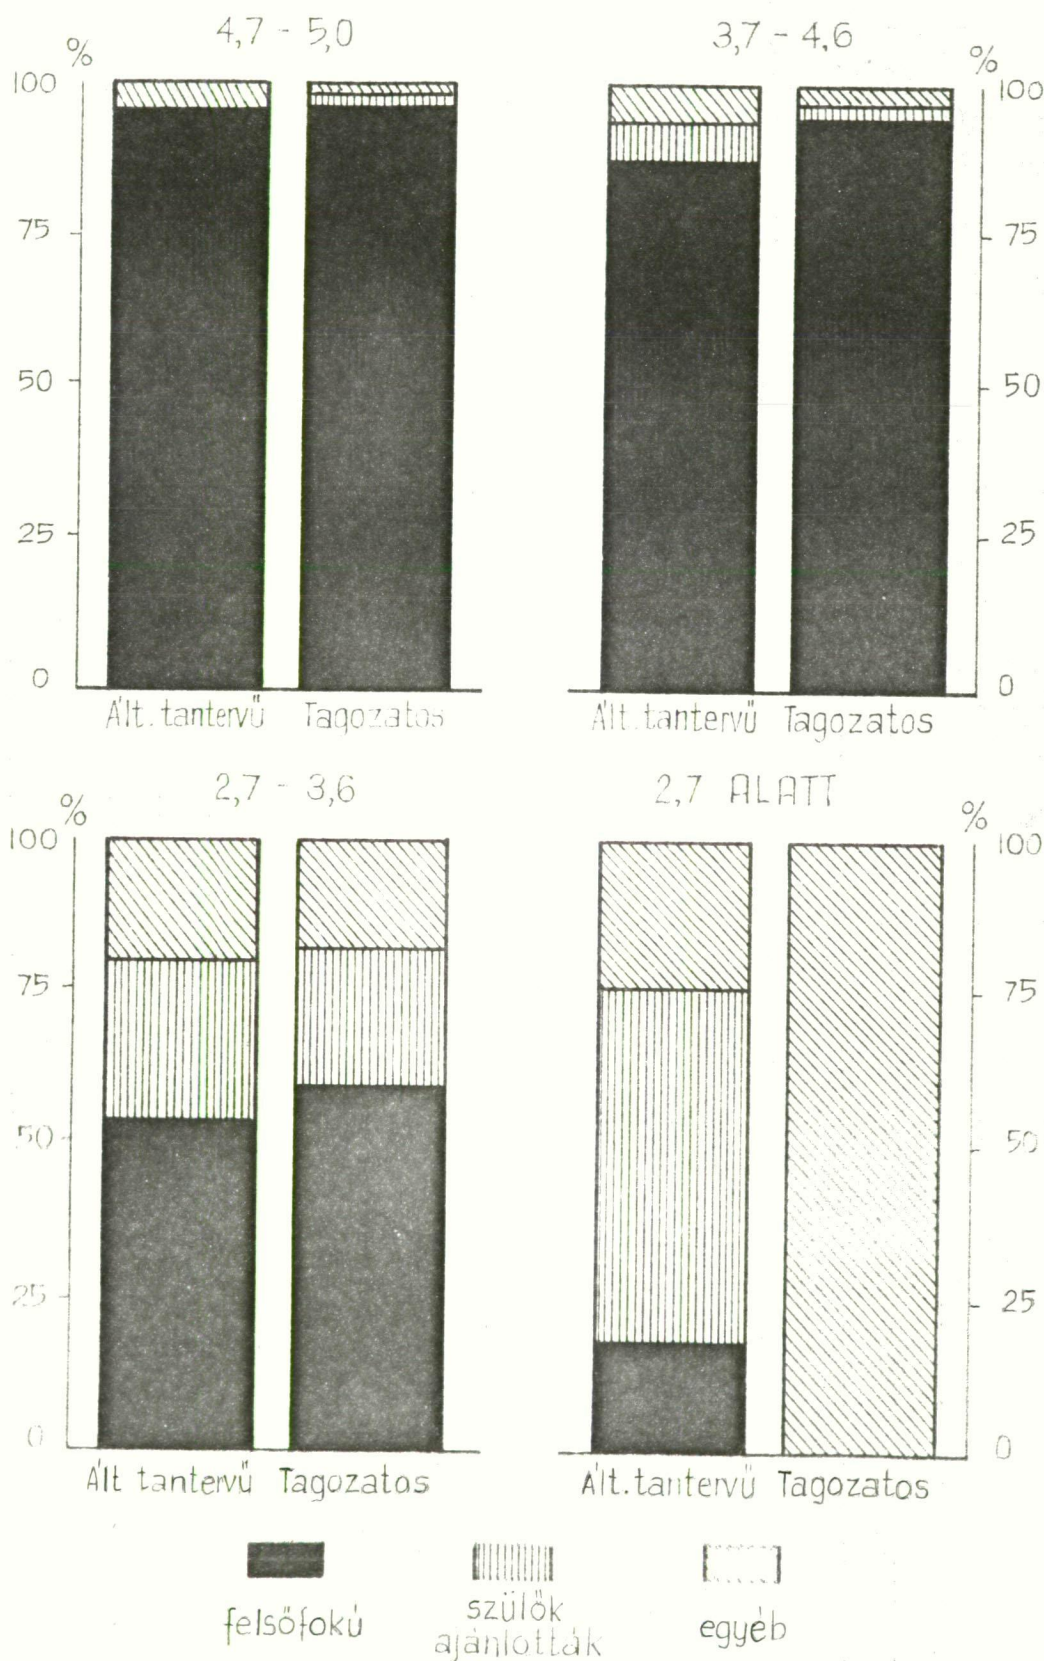 4,7 - 5,0
%
100
75
50
25
0
Ált. tantervű Tagozatos
3,7 - 4,6
%
100
75
50
25
0
Ált. tantervű Tagozatos
2,7 - 3,6
%
100
75
50
25
0
Ált tantervű Tagozatos
2,7 ALATT
%
100
75
50
25
0
Ált. tantervű Tagozatos
felsőfokú
szülők
ajánlották
egyéb